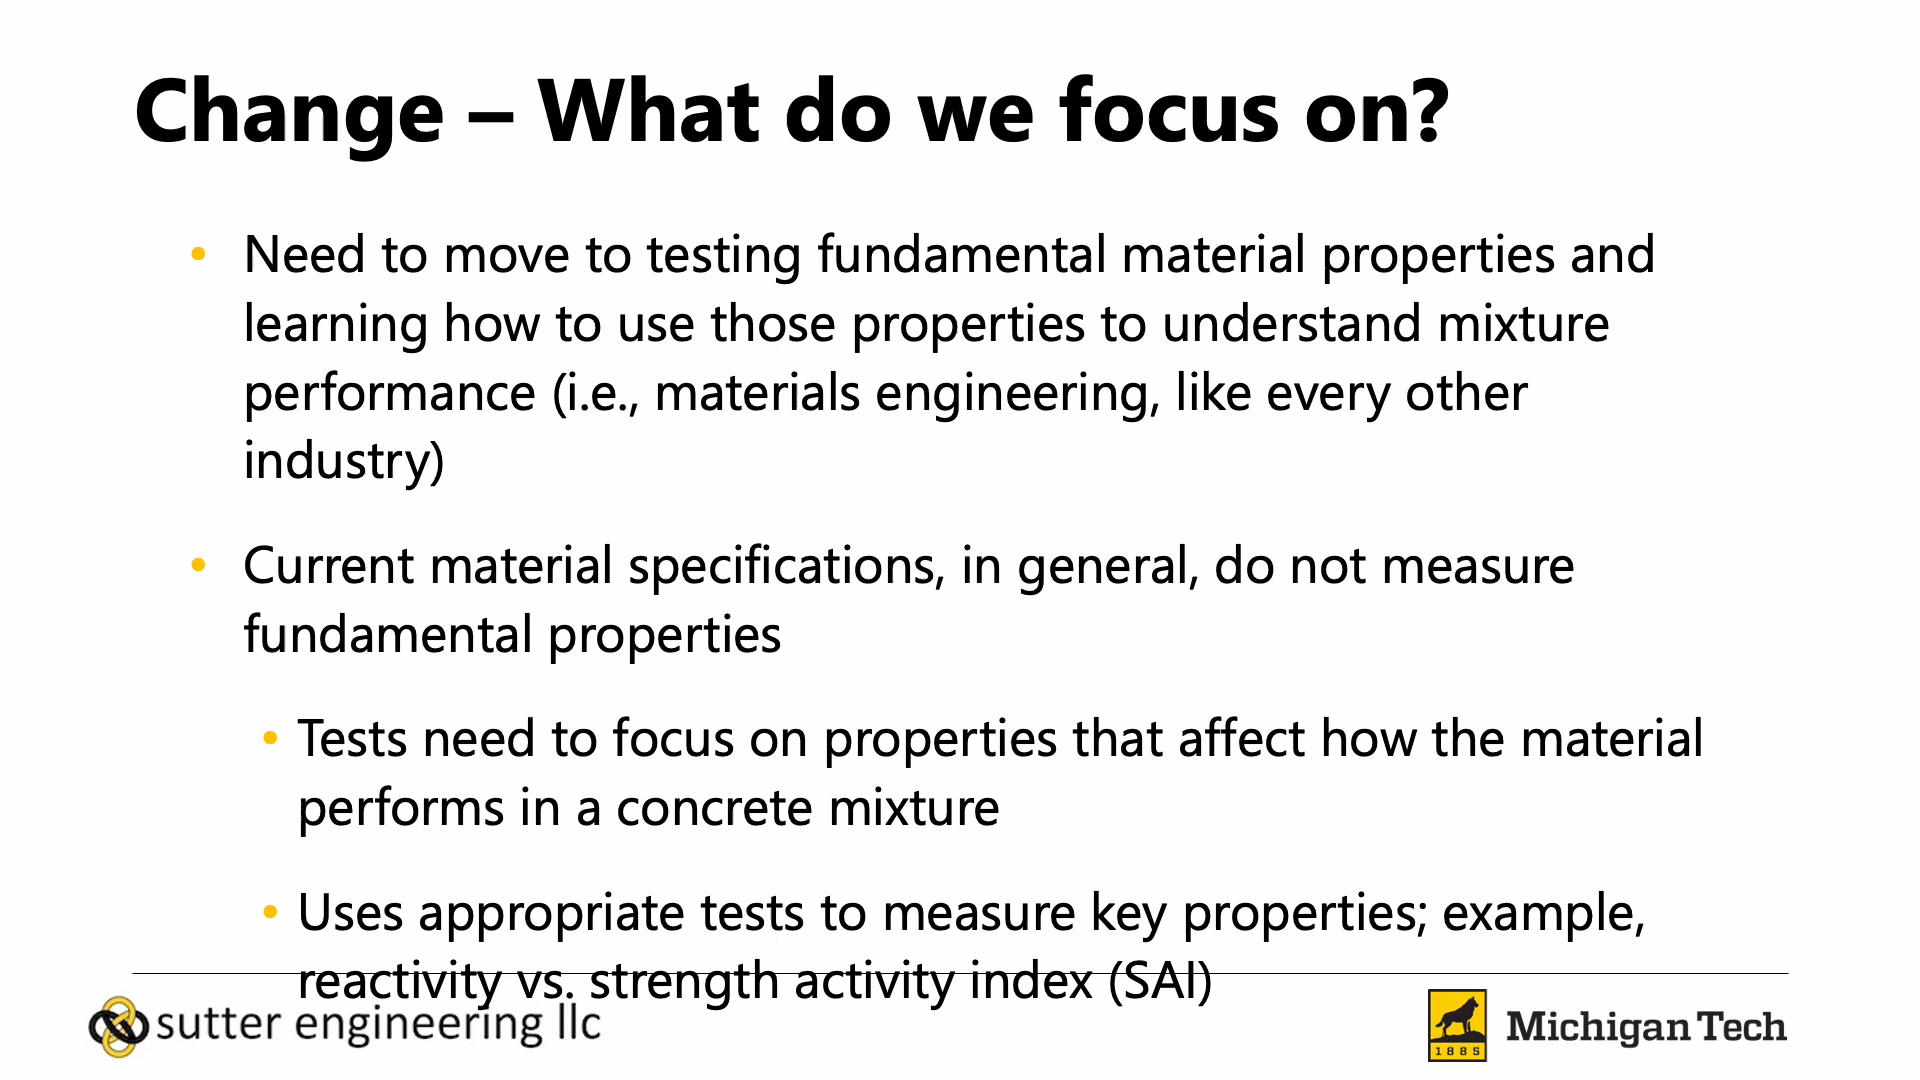 Change – What do we focus on?
• Need to move to testing fundamental material properties and
learning how to use those properties to understand mixture
performance (i.e., materials engineering, like every other
industry)
• Current material specifications, in general, do not measure
fundamental properties
• Tests need to focus on properties that affect how the material
performs in a concrete mixture
• Uses appropriate tests to measure key properties; example,
reactivity vs. strength activity index (SAI)
sutter engineering llc
1885
Michigan Tech